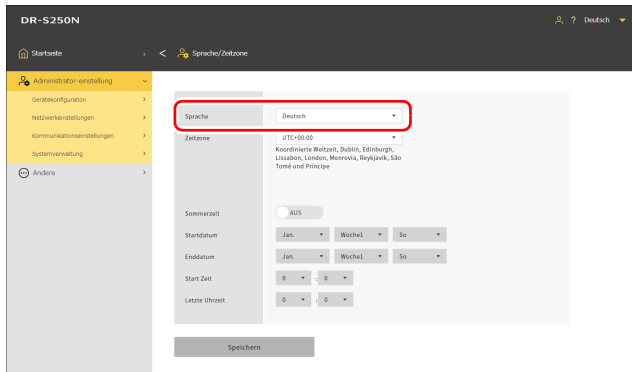 DR-S250N
? Deutsch
Startseite
Sprache/Zeitzone
Administrator-einstellung
Gerätekonfiguration
Netzwerkeinstellungen
Kommunikationseinstellungen
Systemverwaltung
Andere
Sprache Deutsch
Zeitzone UTC+00:00
Koordinierte Weltzeit, Dublin, Edinburgh,
Lissabon, London, Monrovia, Reykjavik, São
Tomé und Príncipe
Sommerzeit AUS
Startdatum Jan. Woche1 So
Enddatum Jan. Woche1 So
Start Zeit 0 : 0
Letzte Uhrzeit 0 : 0
Speichern